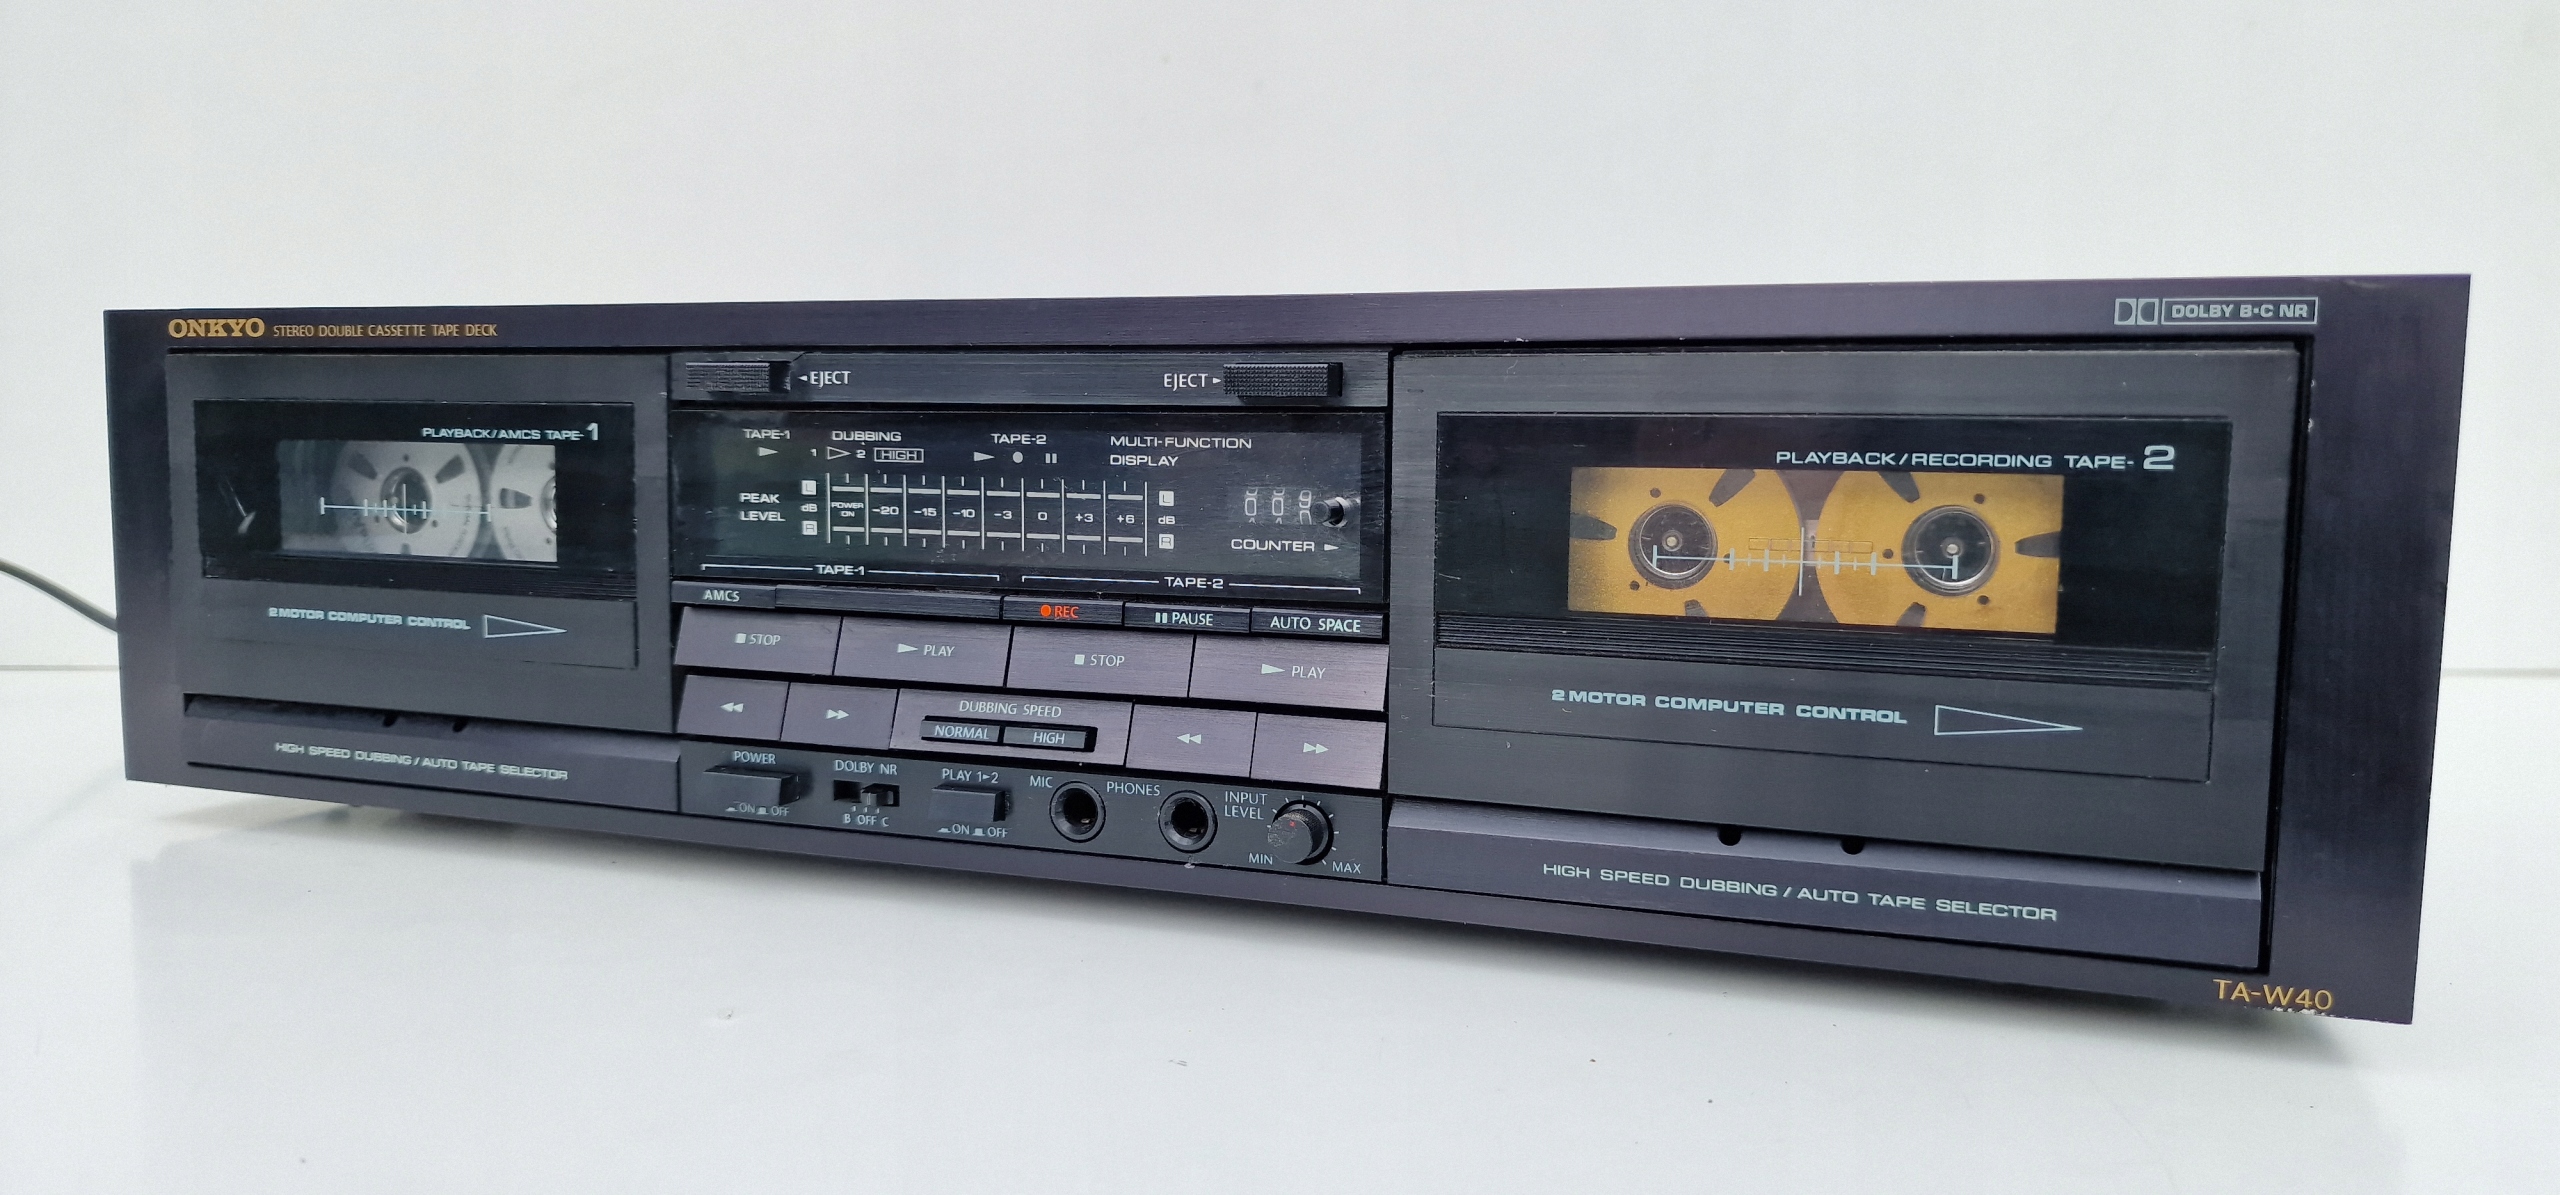 ONKYO STEREO DOUBLE CASSETTE TAPE DECK
DOLBY B·C NR
PLAYBACK/AMCS TAPE-1
2 MOTOR COMPUTER CONTROL
HIGH SPEED DUBBING/AUTO TAPE SELECTOR
◄EJECT
EJECT►
TAPE-1 DUBBING TAPE-2 MULTI-FUNCTION
1 2 HIGH
DISPLAY
PEAK
LEVEL
L
dB
R
POWER
ON
-20 -15 -10 -3 0 +3 +6
L
dB
R
COUNTER ►
TAPE-1 TAPE-2
AMCS
REC
PAUSE
AUTO SPACE
STOP
PLAY
STOP
PLAY
DUBBING SPEED
NORMAL HIGH
POWER
ON OFF
DOLBY NR
B OFF C
PLAY 1►2
ON OFF
MIC
PHONES
INPUT
LEVEL
MIN MAX
PLAYBACK/RECORDING TAPE-2
2 MOTOR COMPUTER CONTROL
HIGH SPEED DUBBING/AUTO TAPE SELECTOR
TA-W40